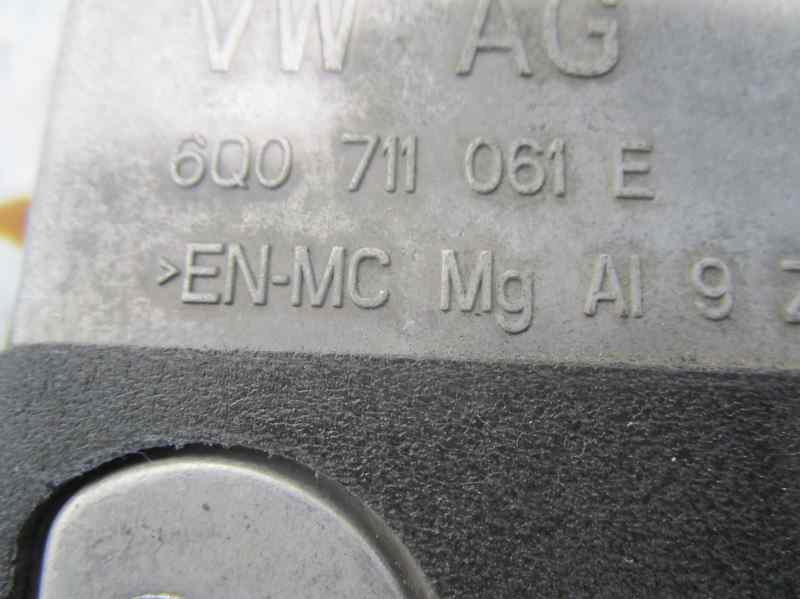 VW AG
6Q0 711 061 E
>EN-MC Mg Al 9 Z